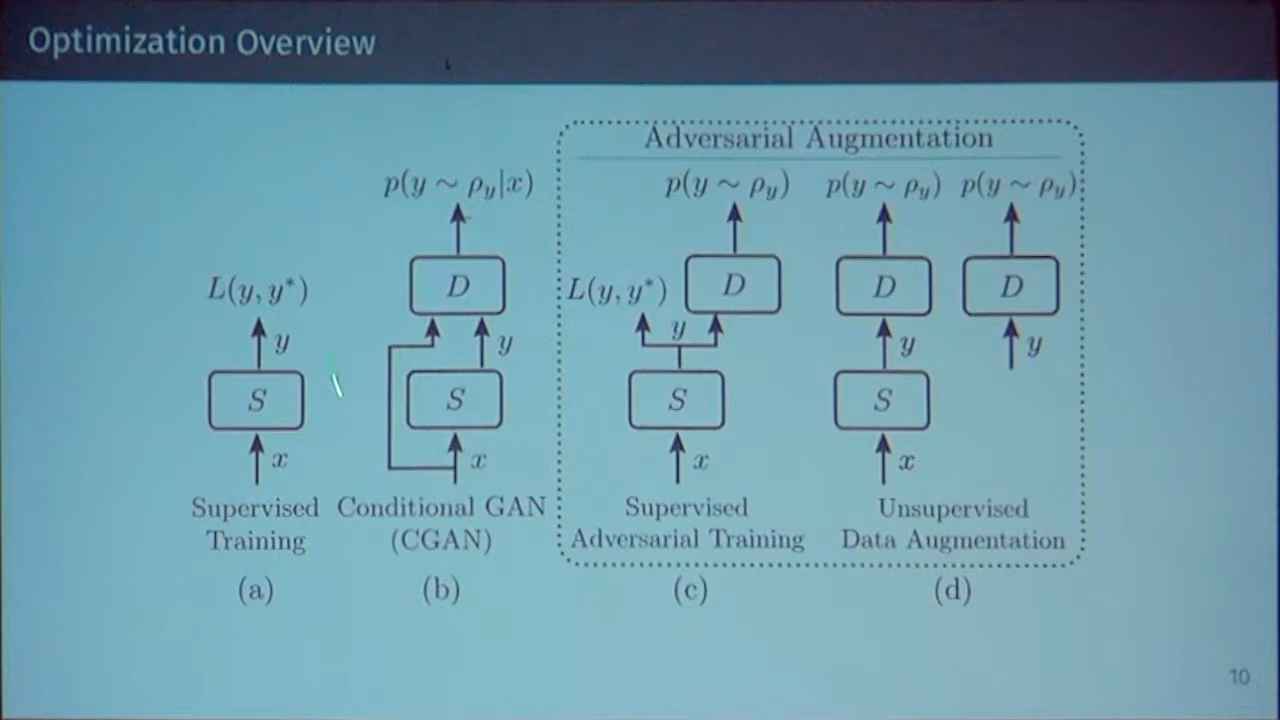 Optimization Overview
Adversarial Augmentation
p(y ∼ ρ_y|x)
p(y ∼ ρ_y)
p(y ∼ ρ_y)
p(y ∼ ρ_y)
L(y, y*)
D
L(y, y*)
D
D
D
y
y
y
y
y
S
S
S
S
x
x
x
x
Supervised Training
Conditional GAN (CGAN)
Supervised Adversarial Training
Unsupervised Data Augmentation
(a)
(b)
(c)
(d)
10